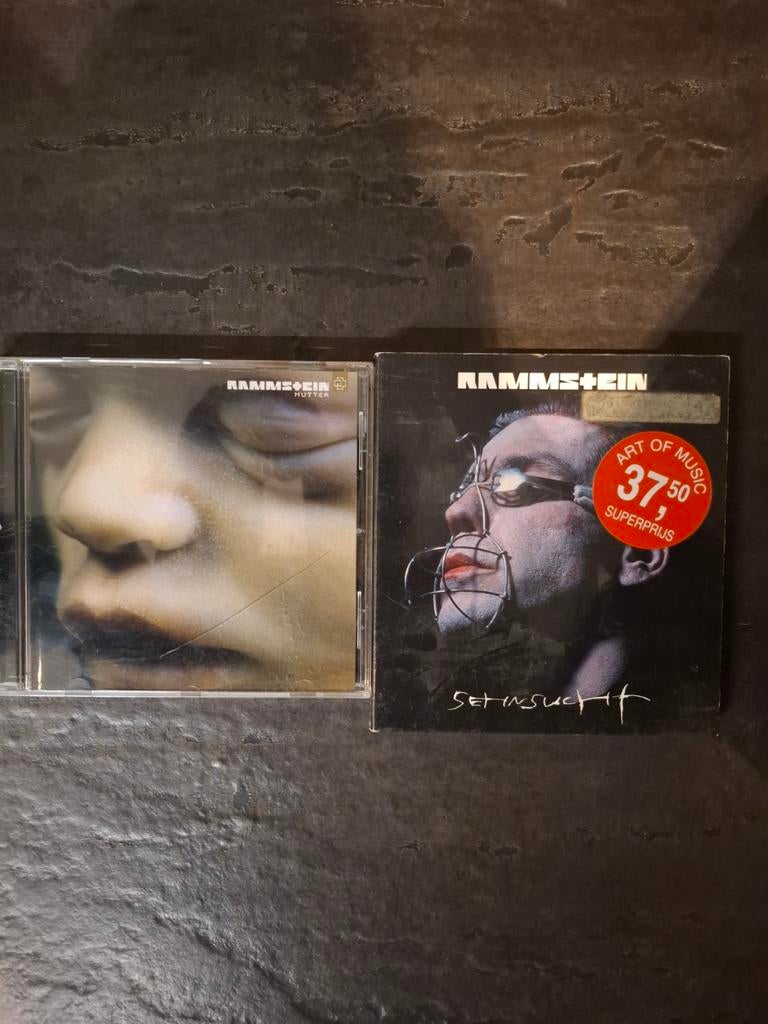 RAMMSTEIN
MUTTER
RAMMSTEIN
ART OF MUSIC
37,50
SUPERPRIJS
SEHNSUCHT